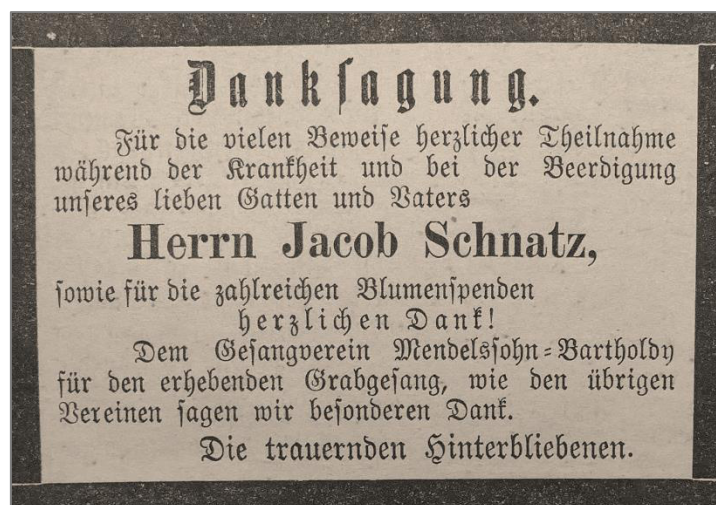 Dankſagung.
Für die vielen Beweiſe herzlicher Theilnahme
während der Krankheit und bei der Beerdigung
unſeres lieben Gatten und Vaters
Herrn Jacob Schnatz,
ſowie für die zahlreichen Blumenſpenden
herzlichen Dank!
Dem Geſangverein Mendelsſohn-Bartholdy
für den erhebenden Grabgeſang, wie den übrigen
Vereinen ſagen wir beſonderen Dank.
Die trauernden Hinterbliebenen.